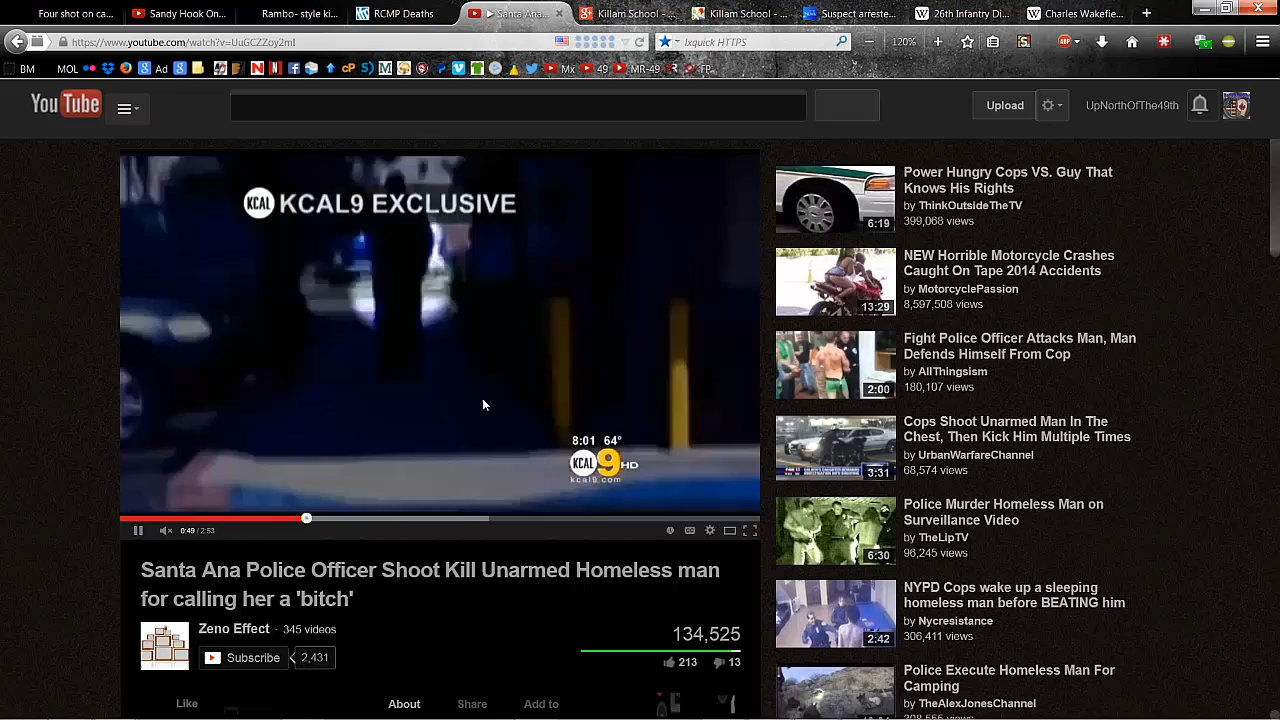 Four shot on ca...
Sandy Hook On...
Rambo- style ki...
RCMP Deaths
Santa Ana...
Killam School - ...
Killam School - ...
Suspect arreste...
26th Infantry Di...
Charles Wakefie...
https://www.youtube.com/watch?v=UuGCZZoy2mI
Ixquick HTTPS
120%
BM
MOL
Ad
cP
Mx
49
MR-49
FP
YouTube
Upload
UpNorthOfThe49th
KCAL KCAL9 EXCLUSIVE
8:01 64°
KCAL 9 HD
kcal9.com
0:49 / 2:53
Santa Ana Police Officer Shoot Kill Unarmed Homeless man
for calling her a 'bitch'
Zeno Effect · 345 videos
Subscribe 2,431
134,525
213 13
Like
About
Share
Add to
Power Hungry Cops VS. Guy That
Knows His Rights
by ThinkOutsideTheTV
399,068 views
6:19
NEW Horrible Motorcycle Crashes
Caught On Tape 2014 Accidents
by MotorcyclePassion
8,597,508 views
13:29
Fight Police Officer Attacks Man, Man
Defends Himself From Cop
by AllThingsism
180,107 views
2:00
Cops Shoot Unarmed Man In The
Chest, Then Kick Him Multiple Times
by UrbanWarfareChannel
68,574 views
3:31
Police Murder Homeless Man on
Surveillance Video
by TheLipTV
96,245 views
6:30
NYPD Cops wake up a sleeping
homeless man before BEATING him
by Nycresistance
306,411 views
2:42
Police Execute Homeless Man For
Camping
by TheAlexJonesChannel